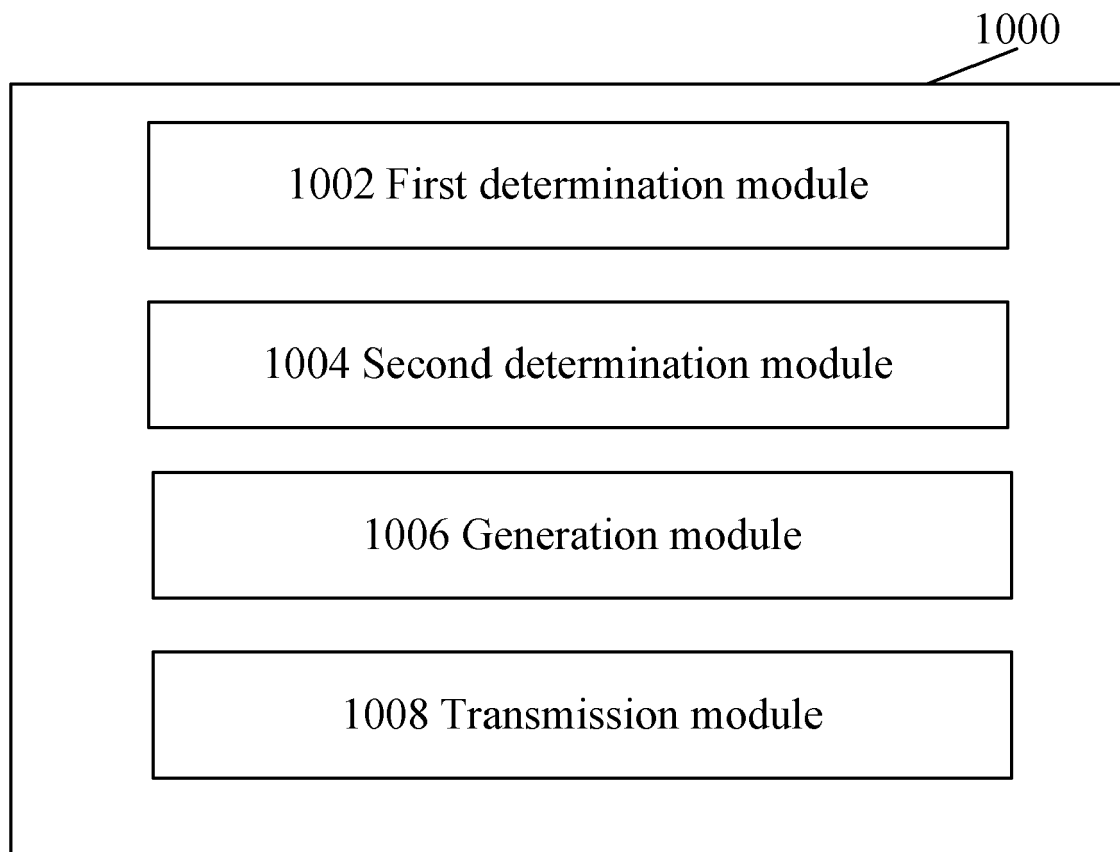 1000
1002 First determination module
1004 Second determination module
1006 Generation module
1008 Transmission module